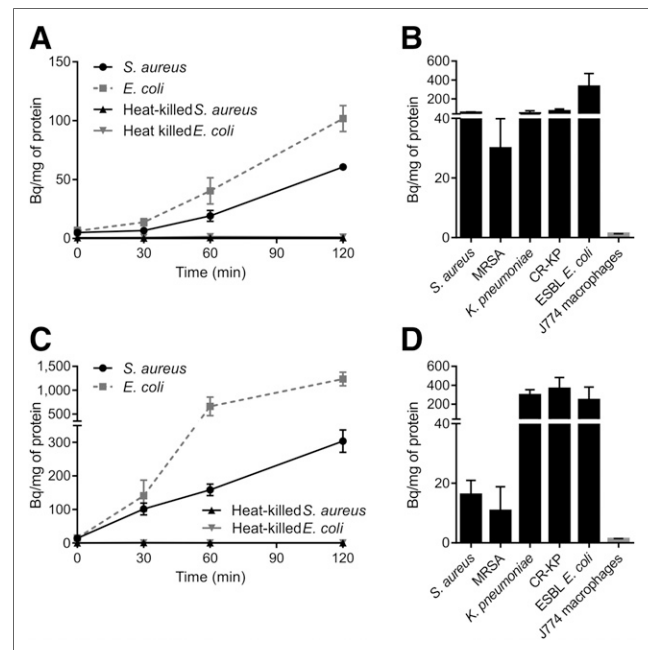 A
S. aureus
E. coli
Heat-killed S. aureus
Heat killed E. coli
Bq/mg of protein
150
100
50
0
0
30
60
90
120
Time (min)
B
Bq/mg of protein
600
400
200
40
20
0
S. aureus
MRSA
K. pneumoniae
CR-KP
ESBL E. coli
J774 macrophages
C
S. aureus
E. coli
Bq/mg of protein
1,500
1,000
500
300
200
100
0
Heat-killed S. aureus
Heat-killed E. coli
0
30
60
90
120
Time (min)
D
Bq/mg of protein
600
400
200
40
20
0
S. aureus
MRSA
K. pneumoniae
CR-KP
ESBL E. coli
J774 macrophages